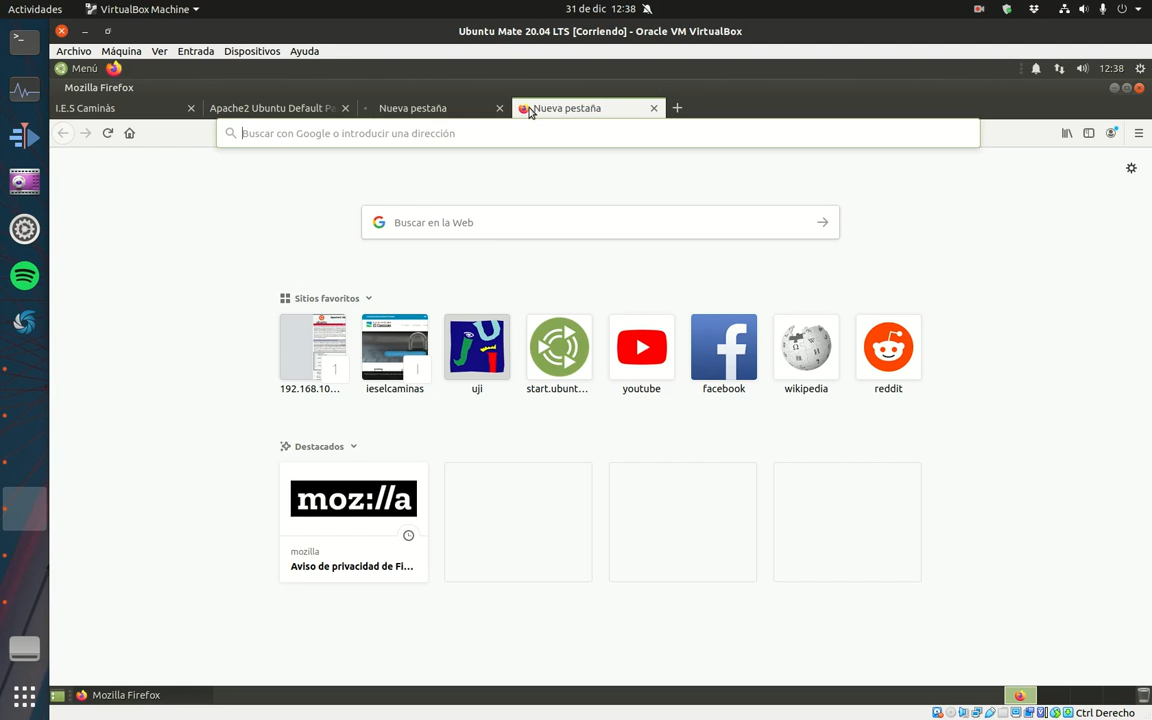 Actividades
VirtualBox Machine
31 de dic 12:38
Ubuntu Mate 20.04 LTS [Corriendo] - Oracle VM VirtualBox
Archivo Máquina Ver Entrada Dispositivos Ayuda
Menú
12:38
Mozilla Firefox
I.E.S Caminàs
Apache2 Ubuntu Default Pa
Nueva pestaña
Nueva pestaña
Buscar con Google o introducir una dirección
Buscar en la Web
Sitios favoritos
192.168.10... ieselcaminas uji start.ubunt... youtube facebook wikipedia reddit
Destacados
moz://a
mozilla
Aviso de privacidad de Fi...
Mozilla Firefox
Ctrl Derecho